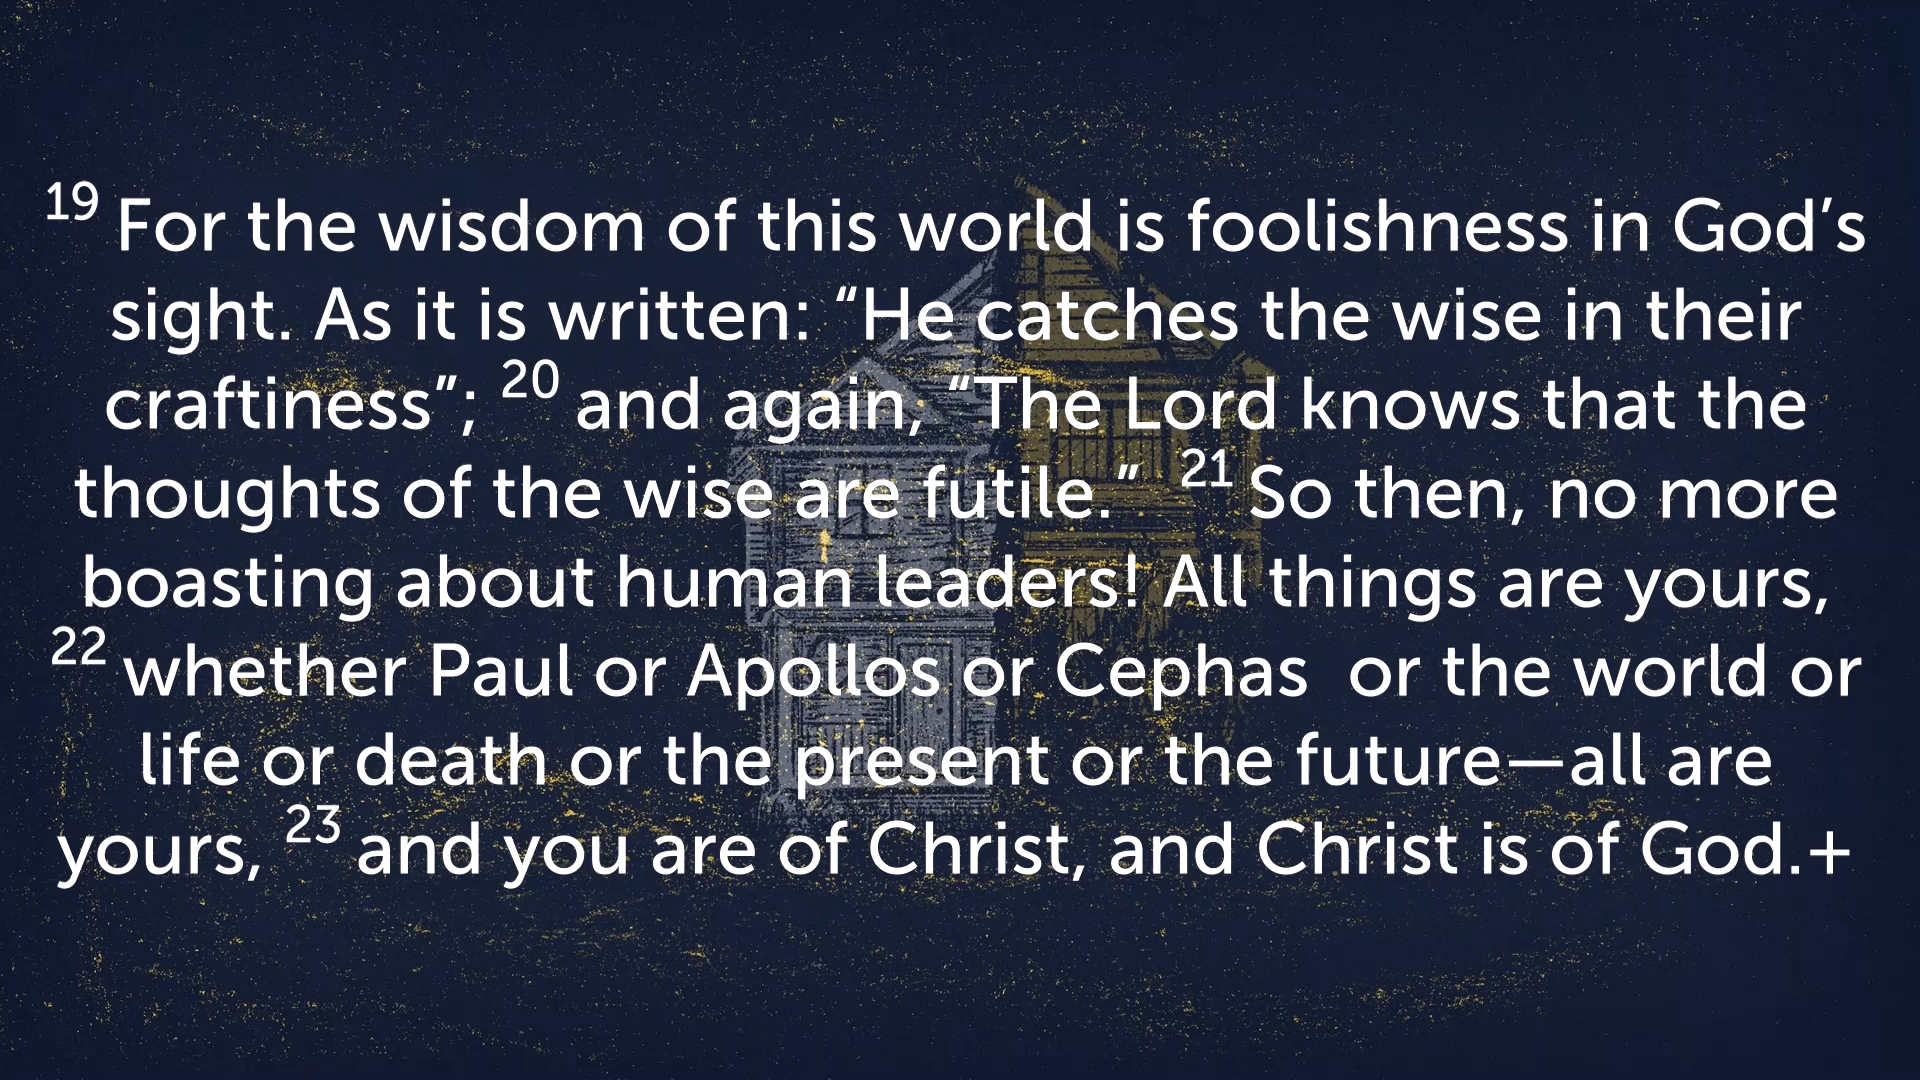 19 For the wisdom of this world is foolishness in God’s
sight. As it is written: “He catches the wise in their
craftiness”; 20 and again, “The Lord knows that the
thoughts of the wise are futile.” 21 So then, no more
boasting about human leaders! All things are yours,
22 whether Paul or Apollos or Cephas or the world or
life or death or the present or the future—all are
yours, 23 and you are of Christ, and Christ is of God.+